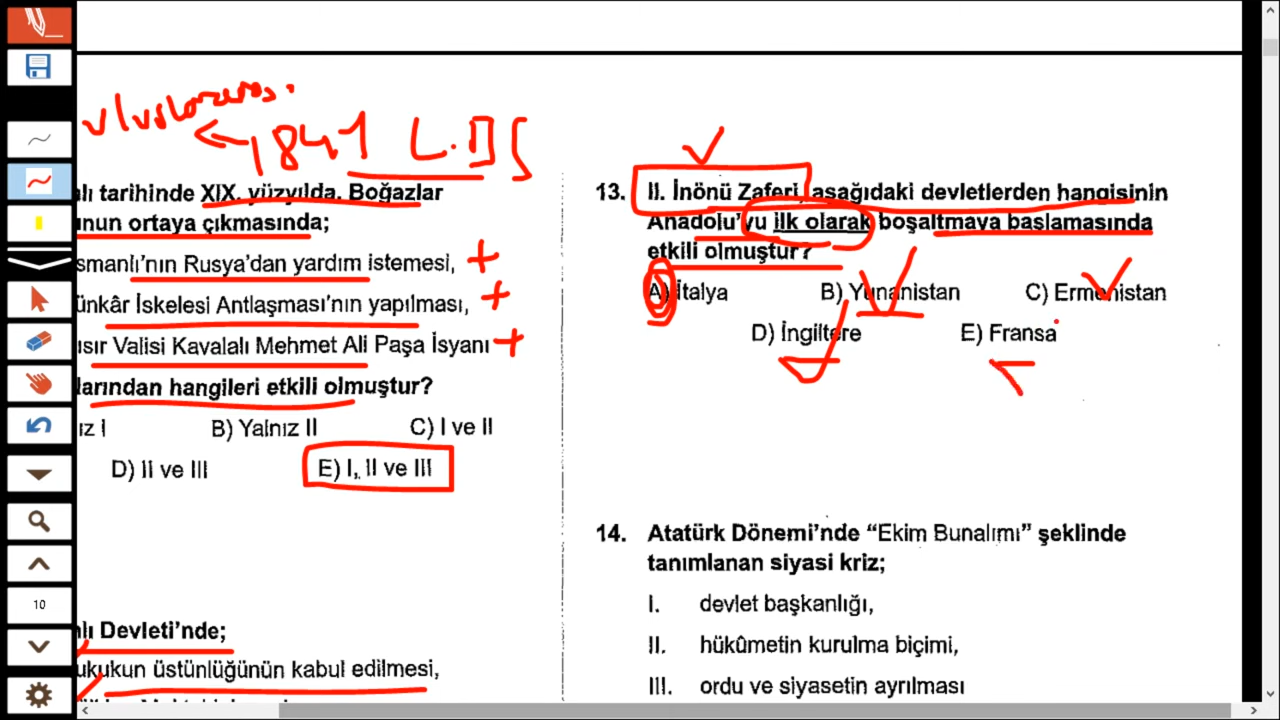 uluslararası.
1841 L.B.S
lı tarihinde XIX. yüzyılda, Boğazlar
unun ortaya çıkmasında;
smanlı'nın Rusya'dan yardım istemesi, +
ünkâr İskelesi Antlaşması'nın yapılması, +
ısır Valisi Kavalalı Mehmet Ali Paşa İsyanı +
larından hangileri etkili olmuştur?
ız I B) Yalnız II C) I ve II
D) II ve III E) I, II ve III
lı Devleti'nde;
ukukun üstünlüğünün kabul edilmesi,
10
13. II. İnönü Zaferi, aşağıdaki devletlerden hangisinin
Anadolu'yu ilk olarak boşaltmaya başlamasında
etkili olmuştur?
A) İtalya B) Yunanistan C) Ermenistan
D) İngiltere E) Fransa
14. Atatürk Dönemi'nde “Ekim Bunalımı” şeklinde
tanımlanan siyasi kriz;
I. devlet başkanlığı,
II. hükûmetin kurulma biçimi,
III. ordu ve siyasetin ayrılması